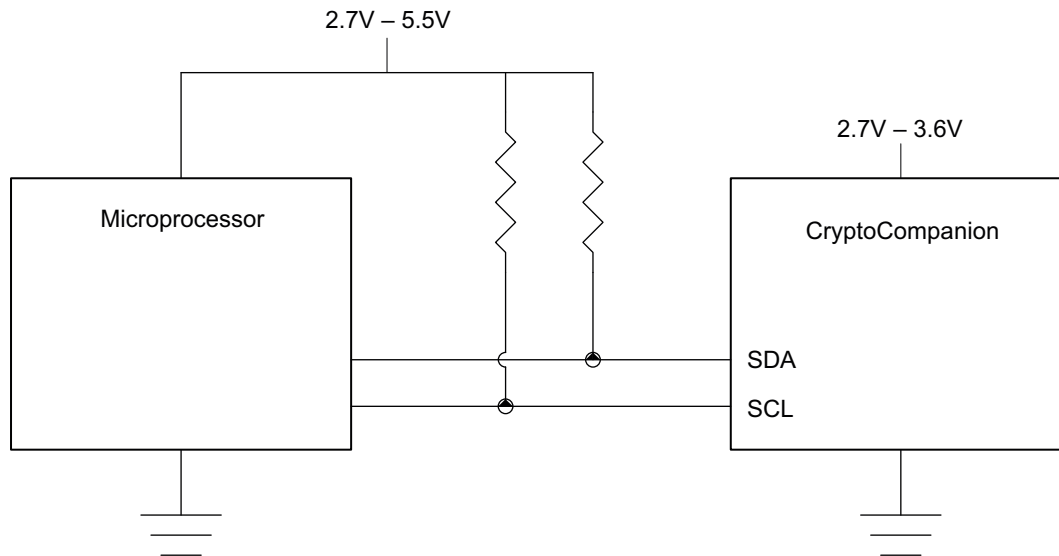 2.7V – 5.5V
2.7V – 3.6V
Microprocessor
CryptoCompanion
SDA
SCL